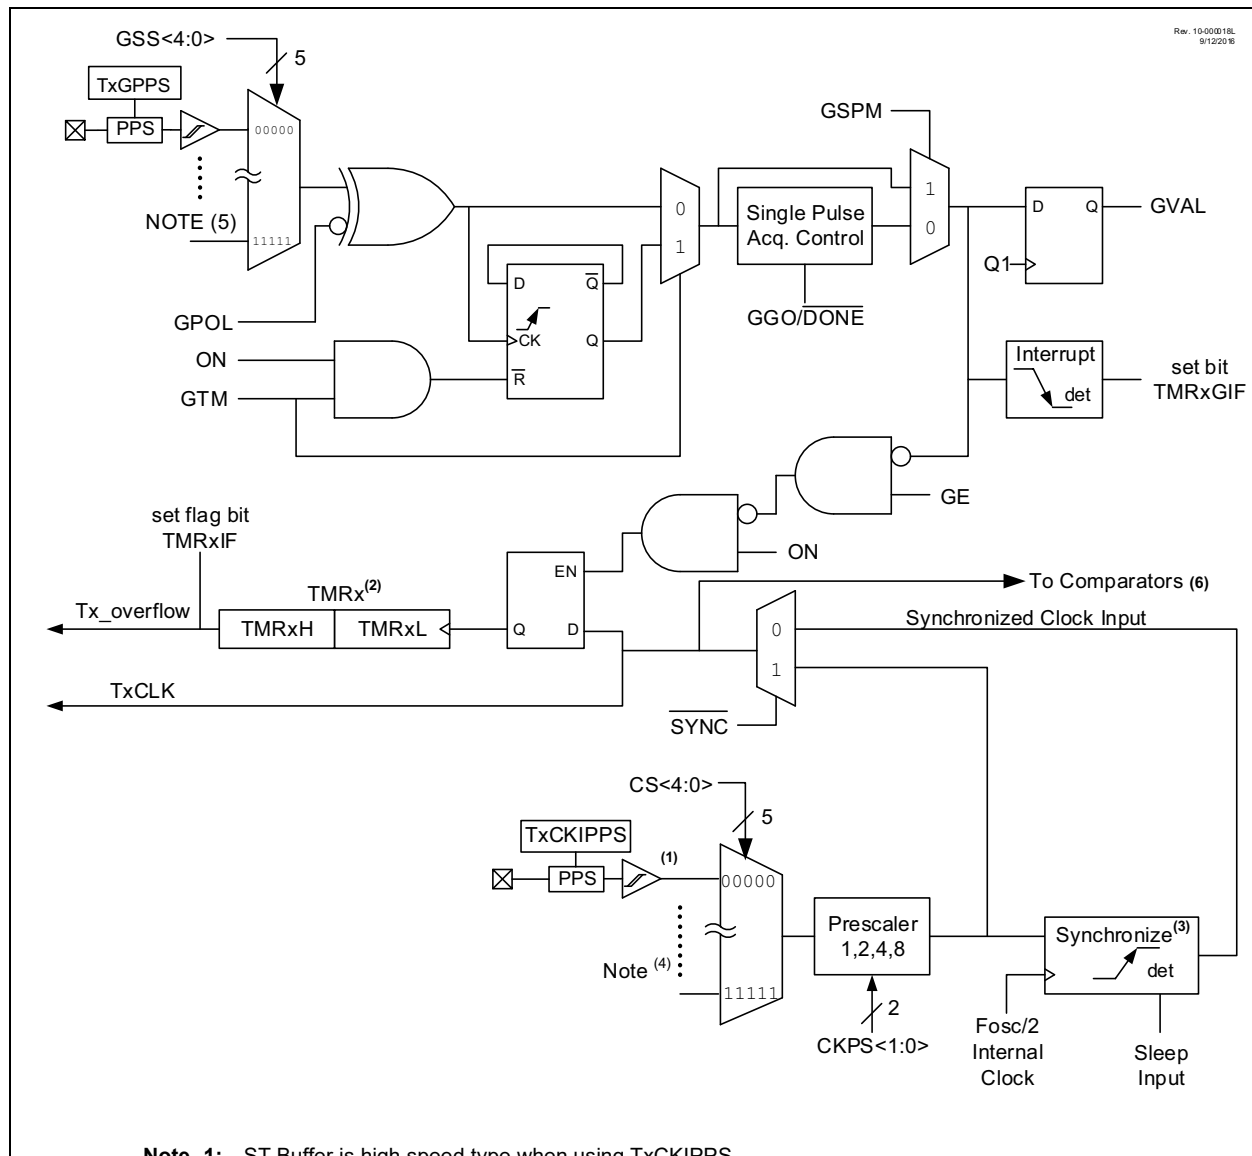 Rev. 10-000018L
9/12/2016
GSS<4:0>
5
TxGPPS
PPS
00000
NOTE (5)
11111
GPOL
ON
GTM
D
Q
CK
Q
R
0
1
Single Pulse
Acq. Control
GGO/DONE
GSPM
1
0
D
Q
GVAL
Q1
Interrupt
det
set bit
TMRxGIF
GE
ON
set flag bit
TMRxIF
Tx_overflow
TMRx(2)
TMRxH
TMRxL
EN
Q
D
TxCLK
To Comparators (6)
0
1
Synchronized Clock Input
SYNC
CS<4:0>
5
TxCKIPPS
PPS
(1)
00000
Note (4)
11111
Prescaler
1,2,4,8
2
CKPS<1:0>
Synchronize(3)
det
Fosc/2
Internal
Clock
Sleep
Input
Note 1: ST Buffer is high speed type when using TxCKIPPS